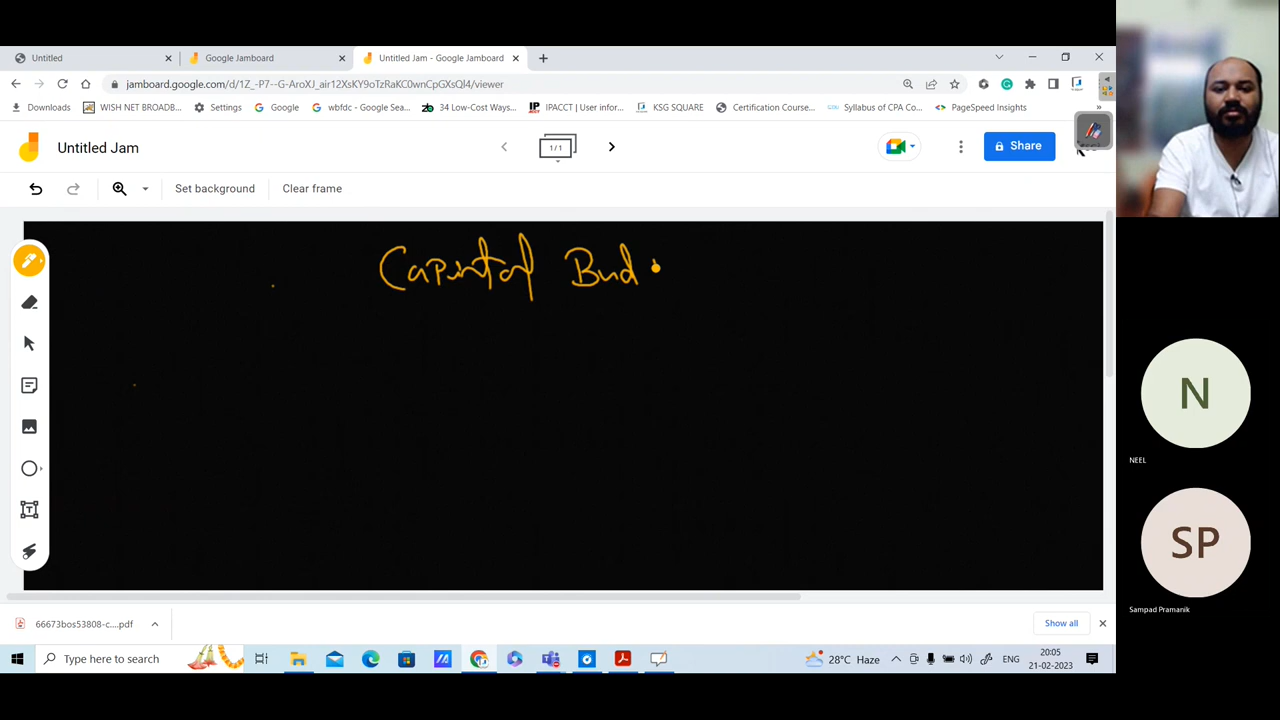 Untitled
Google Jamboard
Untitled Jam - Google Jamboard
jamboard.google.com/d/1Z_-P7--G-AroXJ_air12XsKY9oTzRaKC0wnCpGXsQl4/viewer
Downloads
WISH NET BROADB...
Settings
Google
wbfdc - Google Sea...
34 Low-Cost Ways...
IPACCT | User infor...
KSG SQUARE
Certification Course...
Syllabus of CPA Co...
PageSpeed Insights
»
Untitled Jam
1/1
Share
Set background
Clear frame
Capital Bud
N
NEEL
SP
Sampad Pramanik
66673bos53808-c....pdf
Show all
Type here to search
28°C Haze
ENG
20:05
21-02-2023